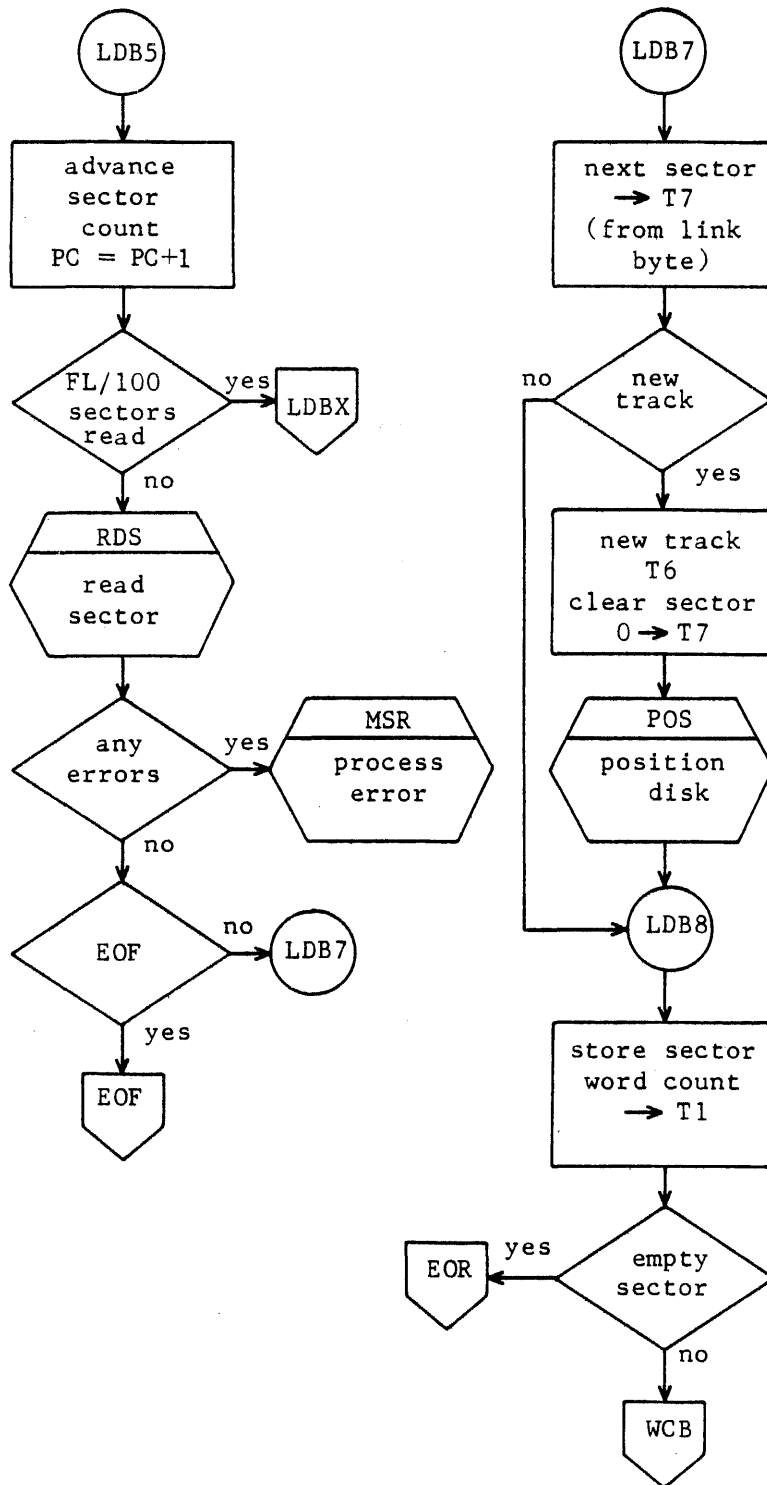 LDB5
advance
sector
count
PC = PC+1
FL/100
sectors
read
yes
LDBX
no
RDS
read
sector
any
errors
yes
MSR
process
error
no
EOF
no
LDB7
yes
EOF
LDB7
next sector
→ T7
(from link
byte)
no
new
track
yes
new track
T6
clear sector
0 → T7
POS
position
disk
LDB8
store sector
word count
→ T1
yes
EOR
empty
sector
no
WCB